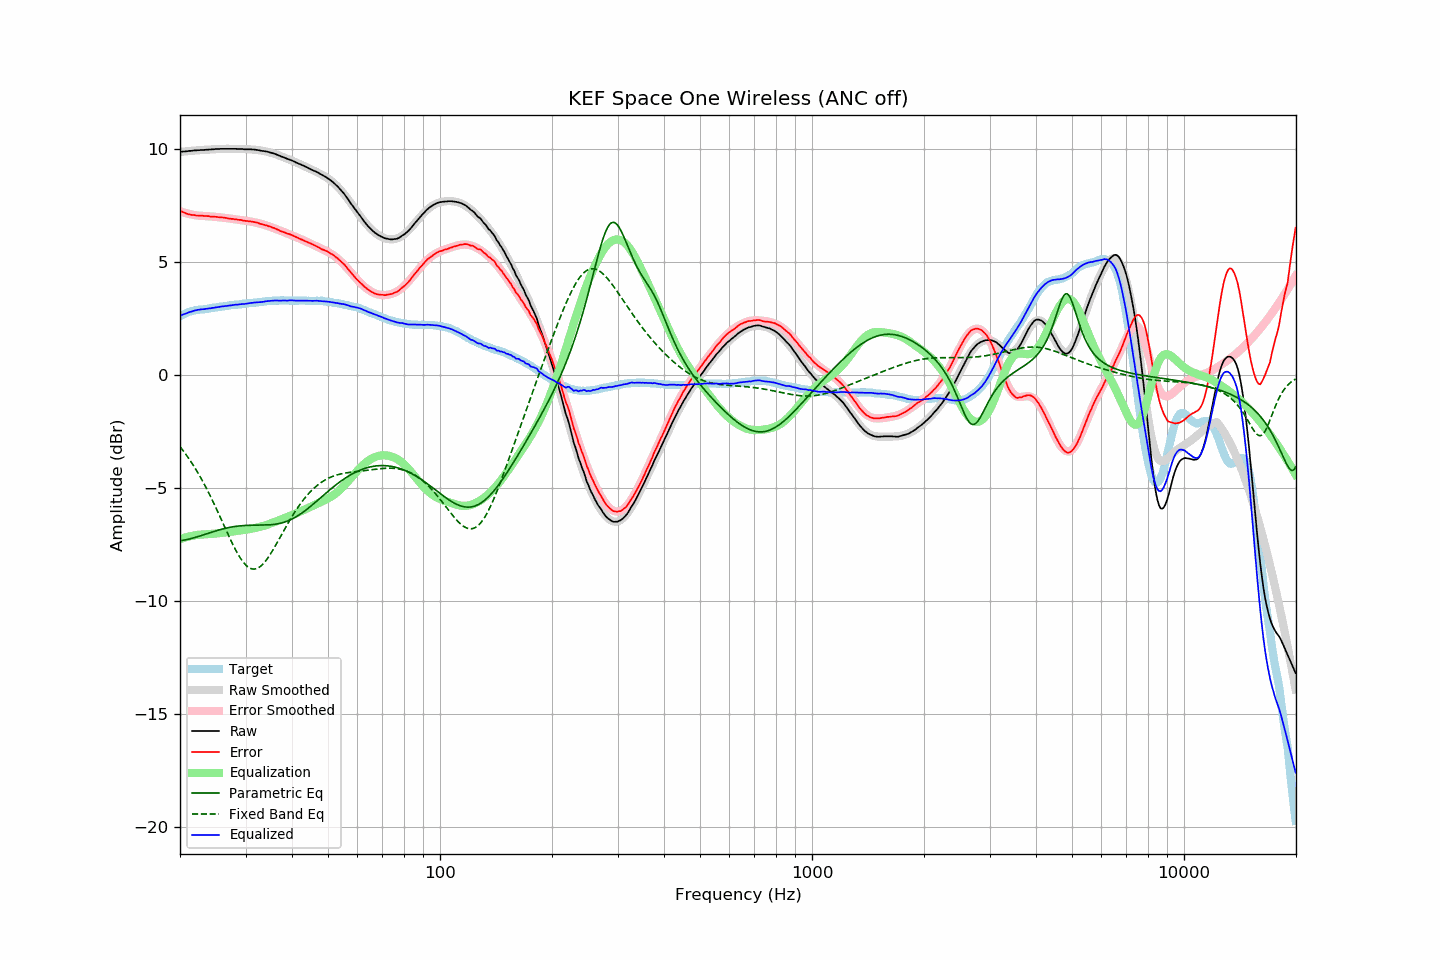 KEF Space One Wireless (ANC off)
Amplitude (dBr)
10
5
0
−5
−10
−15
−20
Target
Raw Smoothed
Error Smoothed
Raw
Error
Equalization
Parametric Eq
Fixed Band Eq
Equalized
100
1000
10000
Frequency (Hz)